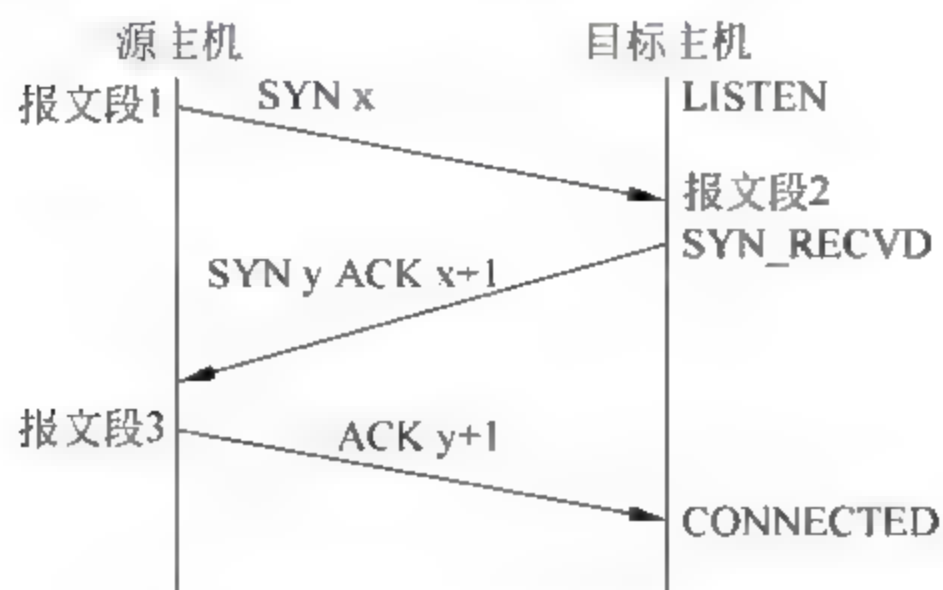 源主机
目标主机
报文段1
SYN x
LISTEN
报文段2
SYN_RECVD
SYN y ACK x+1
报文段3
ACK y+1
CONNECTED